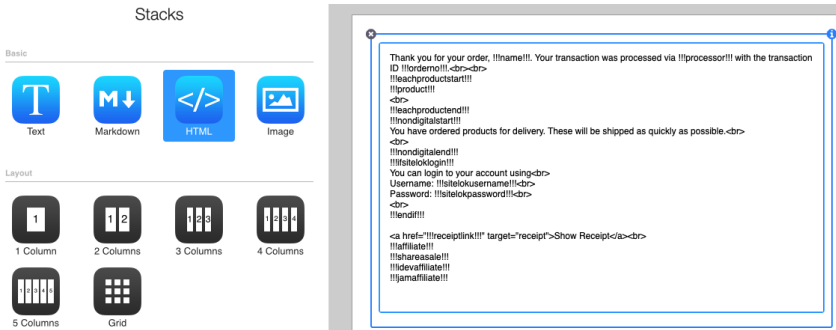 Stacks
Basic
T
M
</>
Text
Markdown
HTML
Image
Layout
1
1 2
1 2 3
1 2 3 4
1 Column
2 Columns
3 Columns
4 Columns
1 2 3 4 5
5 Columns
Grid
Thank you for your order, !!!name!!!. Your transaction was processed via !!!processor!!! with the transaction
ID !!!orderno!!!.<br><br>
!!!eachproductstart!!!
!!!product!!!
<br>
!!!eachproductend!!!
!!!nondigitalstart!!!
You have ordered products for delivery. These will be shipped as quickly as possible.<br>
<br>
!!!nondigitalend!!!
!!!ifsiteloklogin!!!
You can login to your account using<br>
Username: !!!sitelokusername!!!<br>
Password: !!!sitelokpassword!!!<br>
<br>
!!!endif!!!
<a href="!!!receiptlink!!!" target="receipt">Show Receipt</a><br>
!!!affiliate!!!
!!!shareasale!!!
!!!idevaffiliate!!!
!!!jamaffiliate!!!